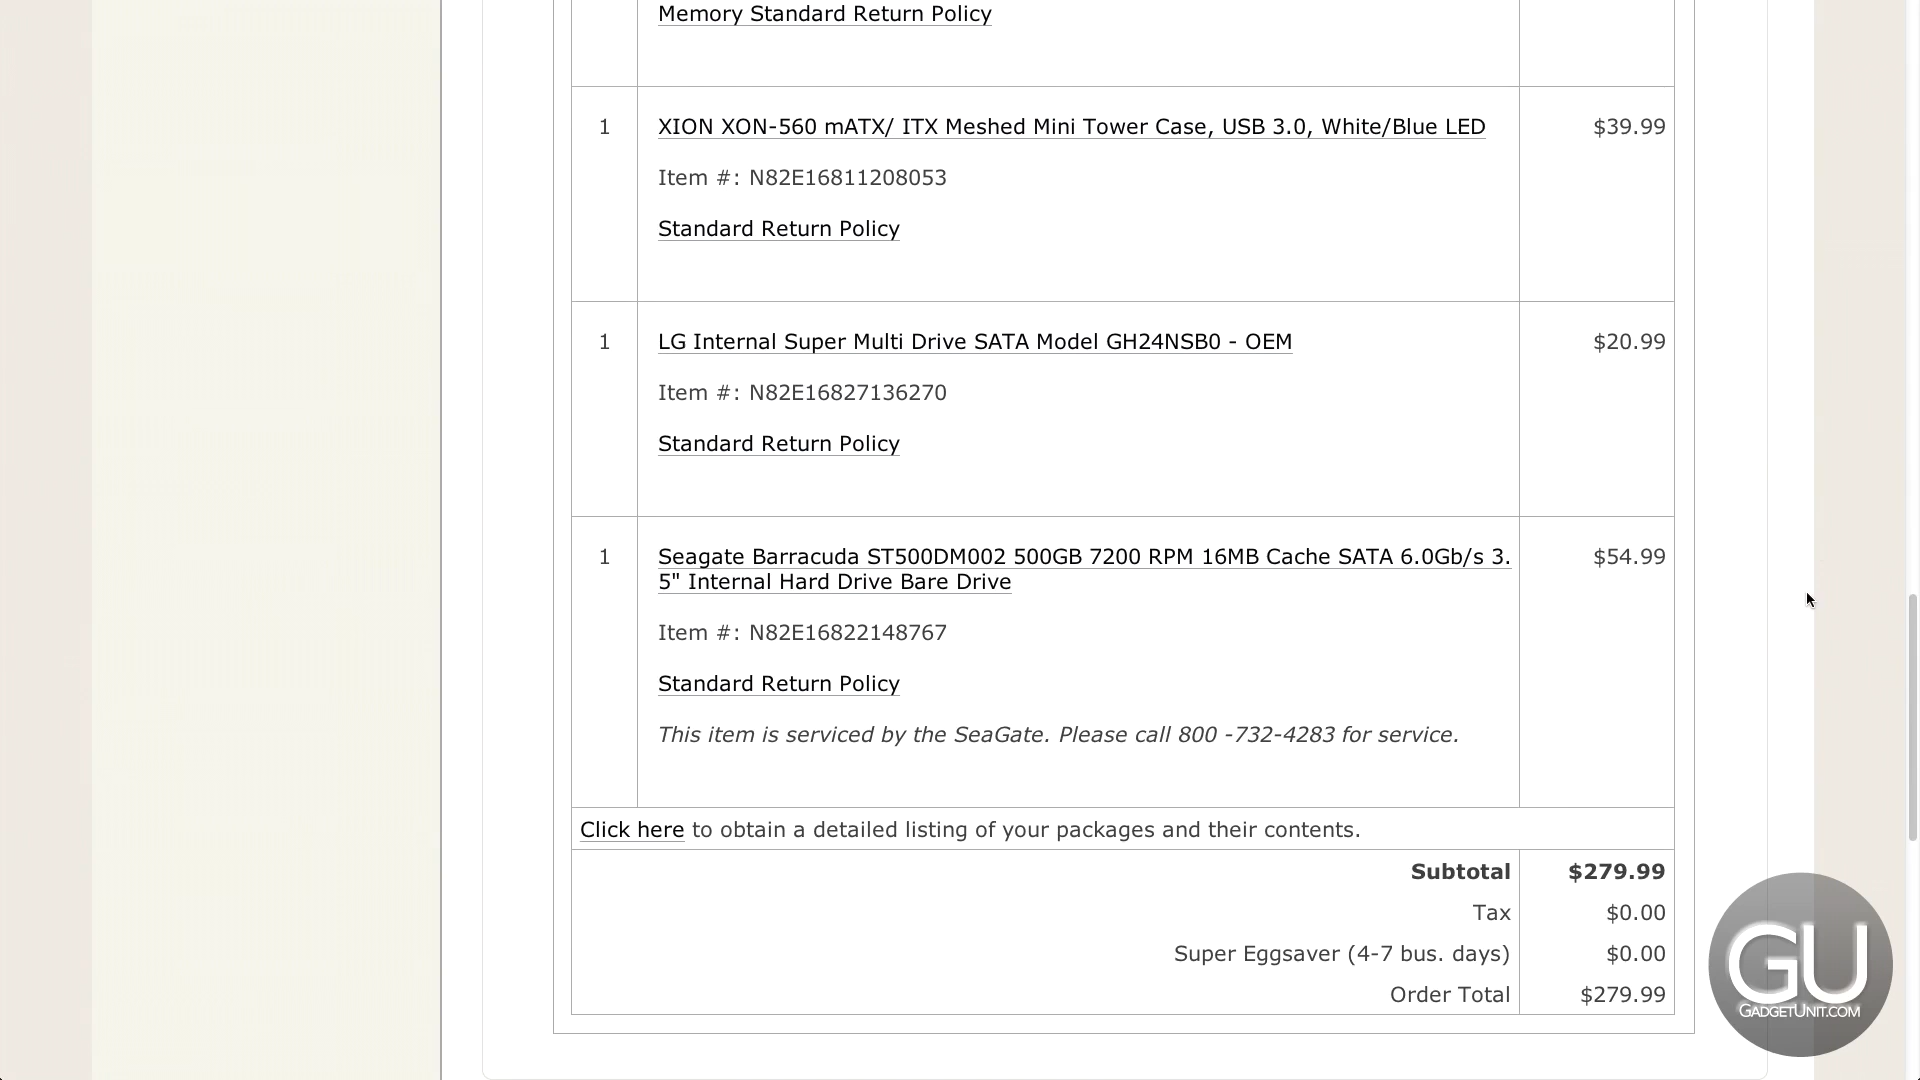 Memory Standard Return Policy
1 XION XON-560 mATX/ ITX Meshed Mini Tower Case, USB 3.0, White/Blue LED $39.99
Item #: N82E16811208053
Standard Return Policy
1 LG Internal Super Multi Drive SATA Model GH24NSB0 - OEM $20.99
Item #: N82E16827136270
Standard Return Policy
1 Seagate Barracuda ST500DM002 500GB 7200 RPM 16MB Cache SATA 6.0Gb/s 3. $54.99
5" Internal Hard Drive Bare Drive
Item #: N82E16822148767
Standard Return Policy
This item is serviced by the SeaGate. Please call 800 -732-4283 for service.
Click here to obtain a detailed listing of your packages and their contents.
Subtotal $279.99
Tax $0.00
Super Eggsaver (4-7 bus. days) $0.00
Order Total $279.99
GU
GADGETUNIT.COM